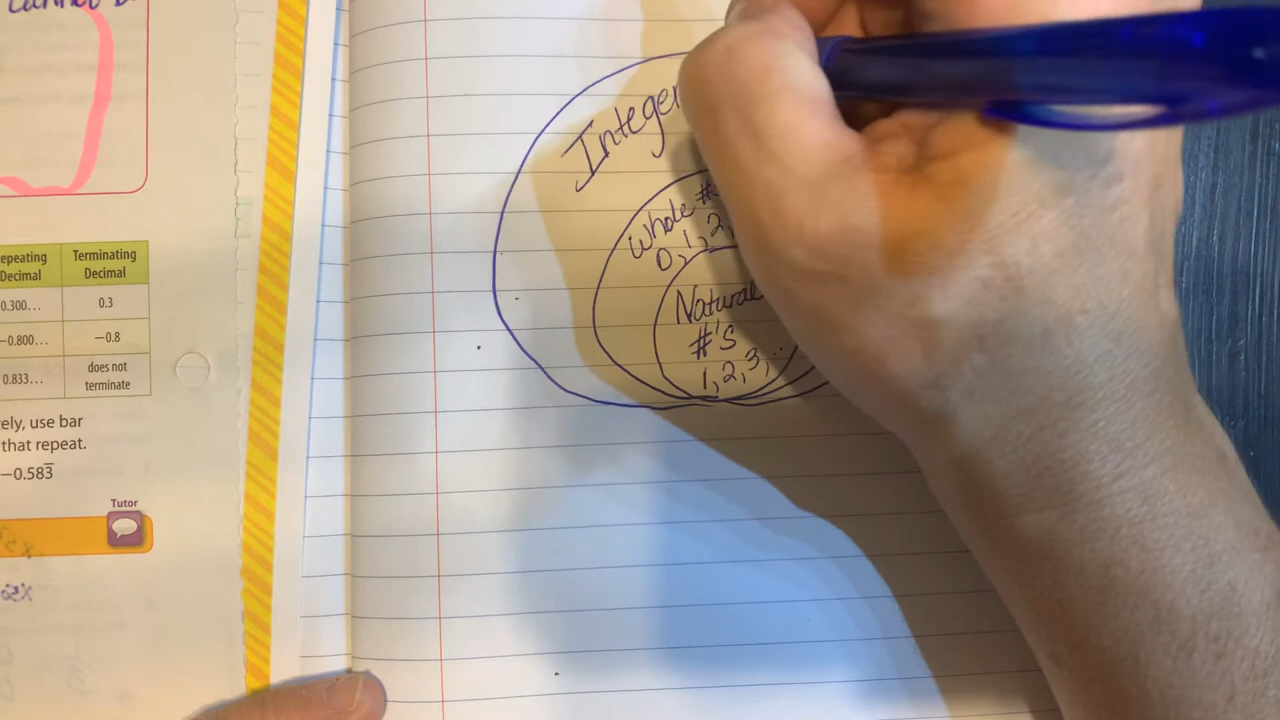 Repeating Decimal
Terminating Decimal
0.300...
0.3
-0.800...
-0.8
0.833...
does not terminate
ely, use bar
that repeat.
-0.583̅
Tutor
Integer
Whole #
0, 1, 2,
Natural
#'s
1, 2, 3, ...